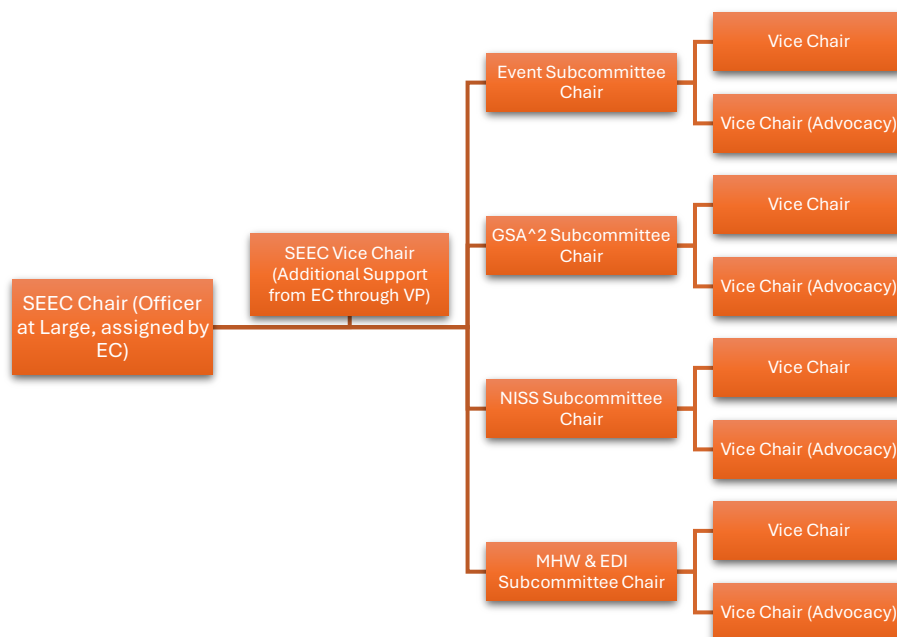 SEEC Chair (Officer
at Large, assigned by
EC)
SEEC Vice Chair
(Additional Support
from EC through VP)
Event Subcommittee
Chair
Vice Chair
Vice Chair (Advocacy)
GSA^2 Subcommittee
Chair
Vice Chair
Vice Chair (Advocacy)
NISS Subcommittee
Chair
Vice Chair
Vice Chair (Advocacy)
MHW & EDI
Subcommittee Chair
Vice Chair
Vice Chair (Advocacy)